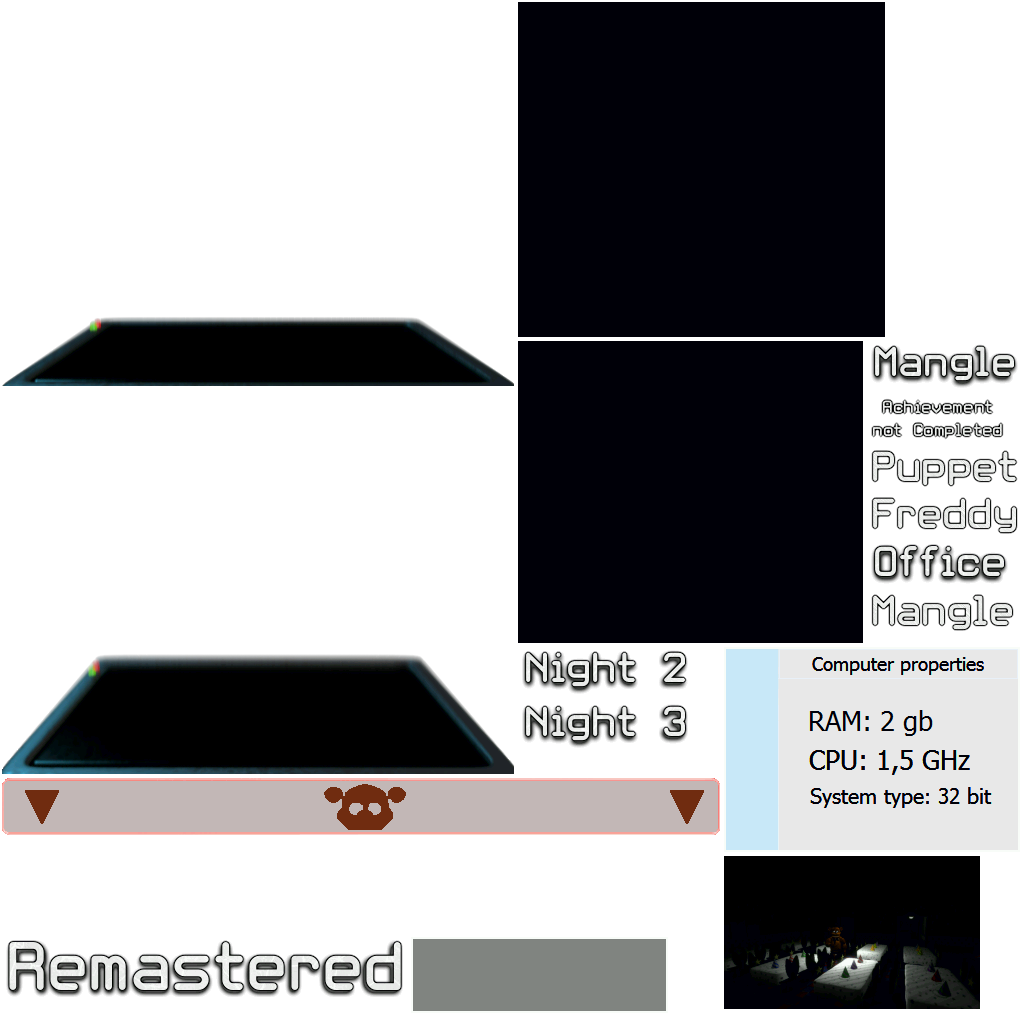 Mangle
Achievement
not Completed
Puppet
Freddy
Office
Mangle
Night 2
Night 3
Computer properties
RAM: 2 gb
CPU: 1,5 GHz
System type: 32 bit
Remastered